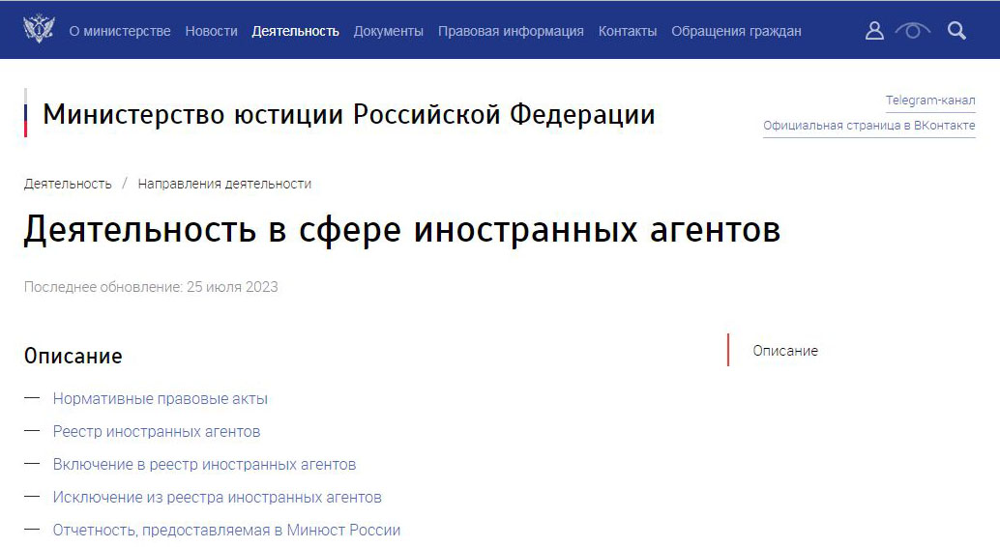 О министерстве Новости Деятельность Документы Правовая информация Контакты Обращения граждан
Министерство юстиции Российской Федерации
Telegram-канал
Официальная страница в ВКонтакте
Деятельность / Направления деятельности
Деятельность в сфере иностранных агентов
Последнее обновление: 25 июля 2023
Описание
Описание
— Нормативные правовые акты
— Реестр иностранных агентов
— Включение в реестр иностранных агентов
— Исключение из реестра иностранных агентов
— Отчетность, предоставляемая в Минюст России